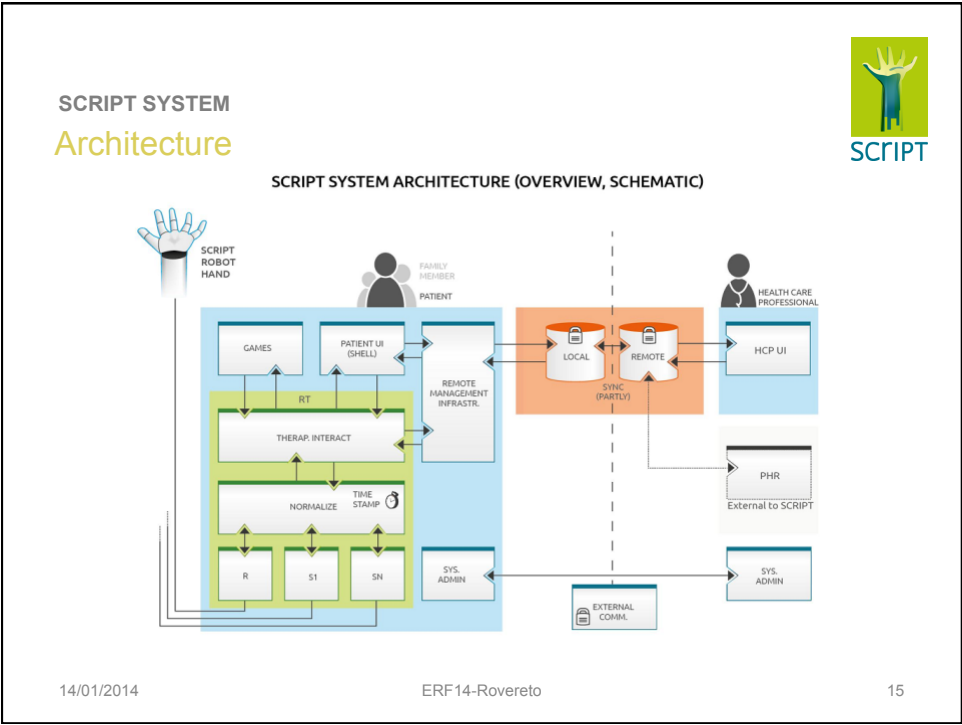 SCRIPT SYSTEM
Architecture
SCRIPT
SCRIPT SYSTEM ARCHITECTURE (OVERVIEW, SCHEMATIC)
SCRIPT
ROBOT
HAND
FAMILY
MEMBER
PATIENT
HEALTH CARE
PROFESSIONAL
GAMES
PATIENT UI
(SHELL)
REMOTE
MANAGEMENT
INFRASTR.
LOCAL
REMOTE
SYNC
(PARTLY)
HCP UI
RT
THERAP. INTERACT
NORMALIZE
TIME
STAMP
PHR
External to SCRIPT
R
S1
SN
SYS.
ADMIN
SYS.
ADMIN
EXTERNAL
COMM.
14/01/2014
ERF14-Rovereto
15